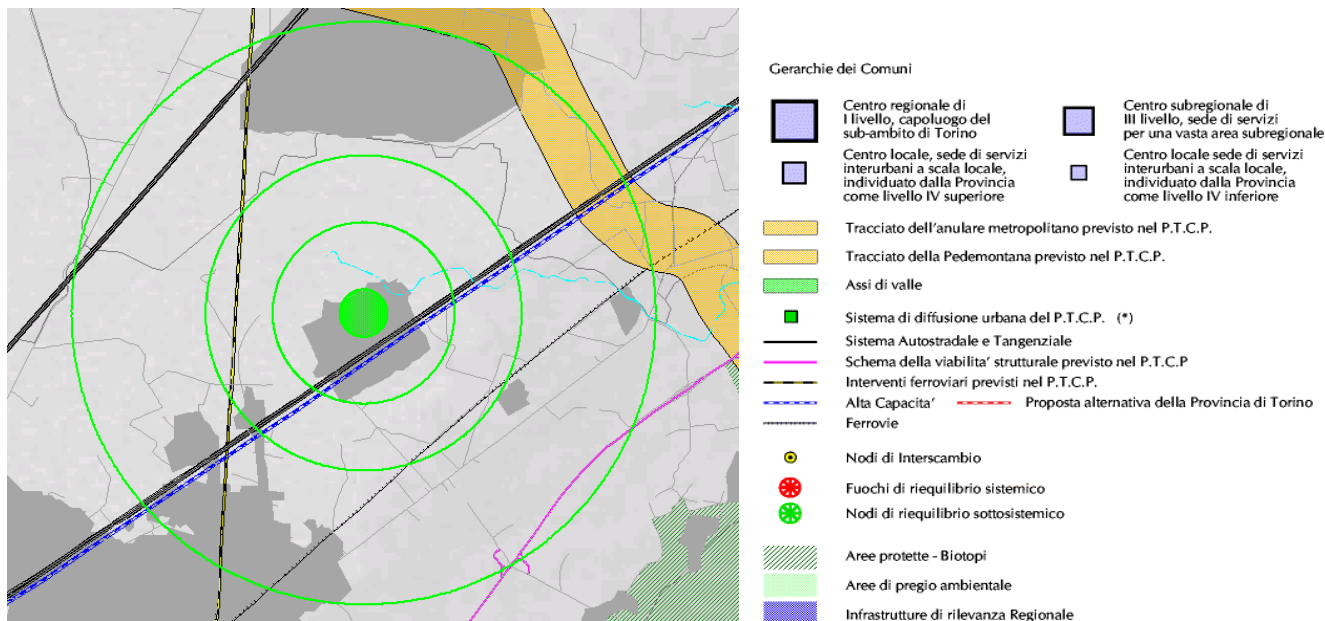 Gerarchie dei Comuni
Centro regionale di
I livello, capoluogo del
sub-ambito di Torino
Centro subregionale di
III livello, sede di servizi
per una vasta area subregionale
Centro locale, sede di servizi
interurbani a scala locale,
individuato dalla Provincia
come livello IV superiore
Centro locale sede di servizi
interurbani a scala locale,
individuato dalla Provincia
come livello IV inferiore
Tracciato dell'anulare metropolitano previsto nel P.T.C.P.
Tracciato della Pedemontana previsto nel P.T.C.P.
Assi di valle
Sistema di diffusione urbana del P.T.C.P. (*)
Sistema Autostradale e Tangenziale
Schema della viabilita' strutturale previsto nel P.T.C.P
Interventi ferroviari previsti nel P.T.C.P.
Alta Capacita' Proposta alternativa della Provincia di Torino
Ferrovie
Nodi di Interscambio
Fuochi di riequilibrio sistemico
Nodi di riequilibrio sottosistemico
Aree protette - Biotopi
Aree di pregio ambientale
Infrastrutture di rilevanza Regionale